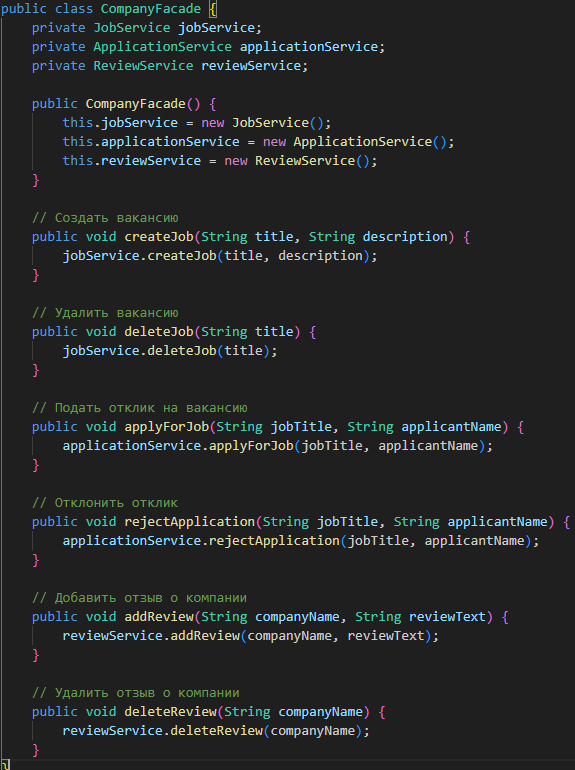 public class CompanyFacade {
    private JobService jobService;
    private ApplicationService applicationService;
    private ReviewService reviewService;

    public CompanyFacade() {
        this.jobService = new JobService();
        this.applicationService = new ApplicationService();
        this.reviewService = new ReviewService();
    }

    // Создать вакансию
    public void createJob(String title, String description) {
        jobService.createJob(title, description);
    }

    // Удалить вакансию
    public void deleteJob(String title) {
        jobService.deleteJob(title);
    }

    // Подать отклик на вакансию
    public void applyForJob(String jobTitle, String applicantName) {
        applicationService.applyForJob(jobTitle, applicantName);
    }

    // Отклонить отклик
    public void rejectApplication(String jobTitle, String applicantName) {
        applicationService.rejectApplication(jobTitle, applicantName);
    }

    // Добавить отзыв о компании
    public void addReview(String companyName, String reviewText) {
        reviewService.addReview(companyName, reviewText);
    }

    // Удалить отзыв о компании
    public void deleteReview(String companyName) {
        reviewService.deleteReview(companyName);
    }
}